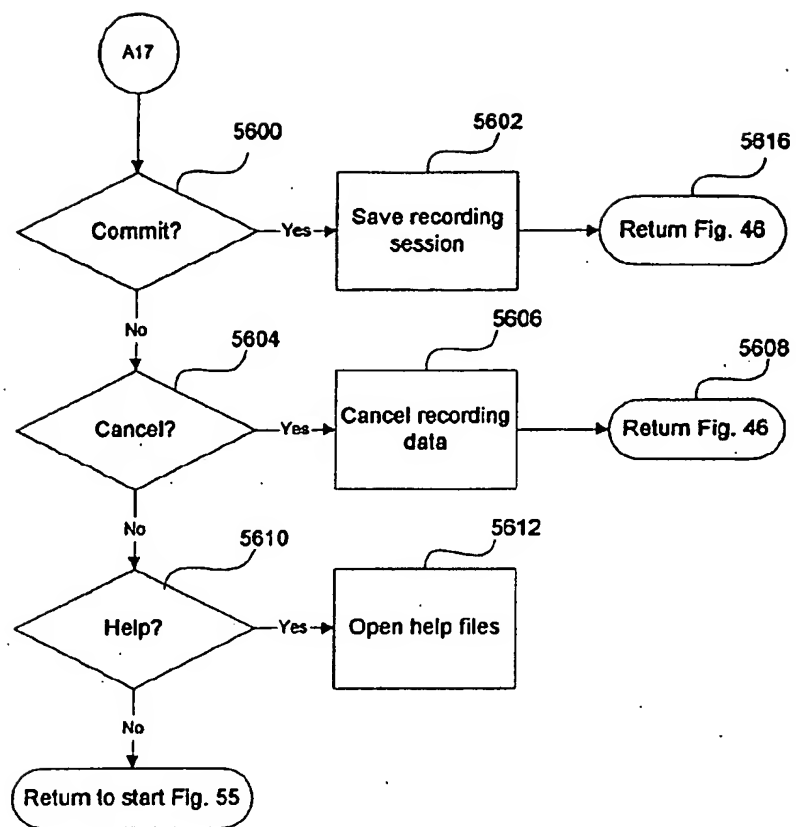 A17
5600
5602
5616
Commit?
Yes
Save recording
session
Return Fig. 46
No
5604
5606
5608
Cancel?
Yes
Cancel recording
data
Return Fig. 46
No
5610
5612
Help?
Yes
Open help files
No
Return to start Fig. 55